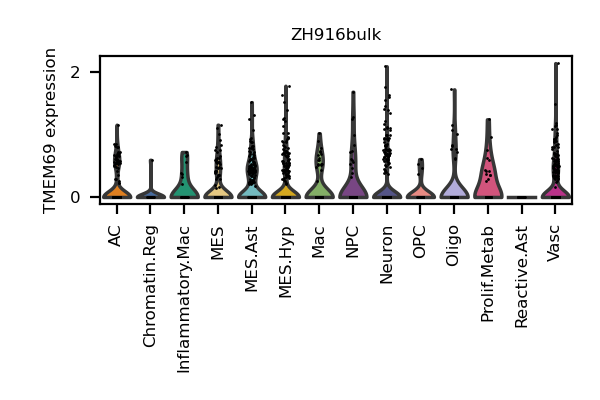 ZH916bulk
TMEM69 expression
2
0
AC
Chromatin.Reg
Inflammatory.Mac
MES
MES.Ast
MES.Hyp
Mac
NPC
Neuron
OPC
Oligo
Prolif.Metab
Reactive.Ast
Vasc